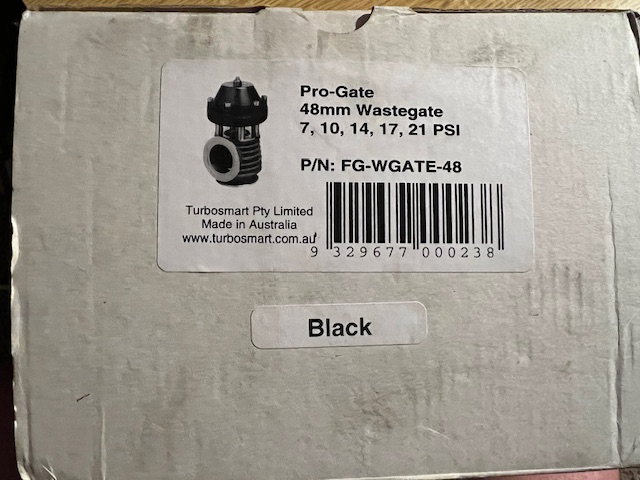 Pro-Gate
48mm Wastegate
7, 10, 14, 17, 21 PSI
P/N: FG-WGATE-48
Turbosmart Pty Limited
Made in Australia
www.turbosmart.com.au
9 329677 000238
Black